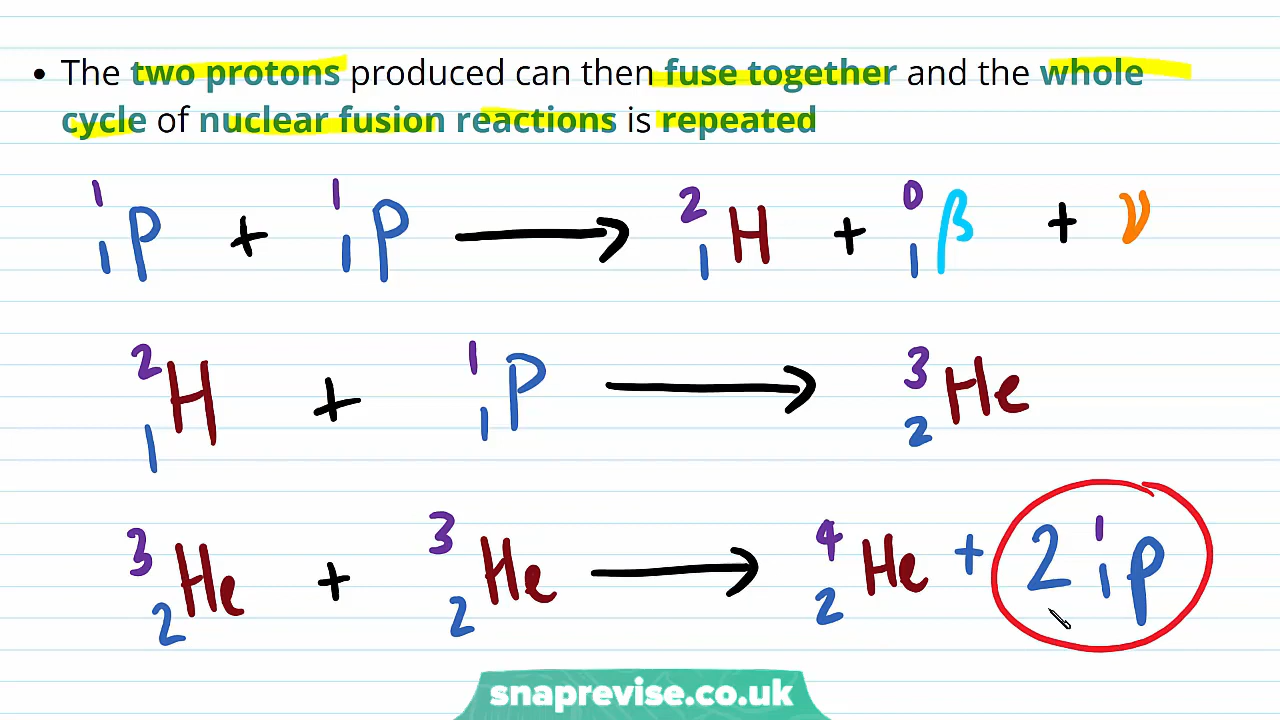 • The two protons produced can then fuse together and the whole
cycle of nuclear fusion reactions is repeated
¹₁P + ¹₁P ⟶ ²₁H + ⁰₁β + ν
²₁H + ¹₁P ⟶ ³₂He
³₂He + ³₂He ⟶ ⁴₂He + 2 ¹₁P
snaprevise.co.uk